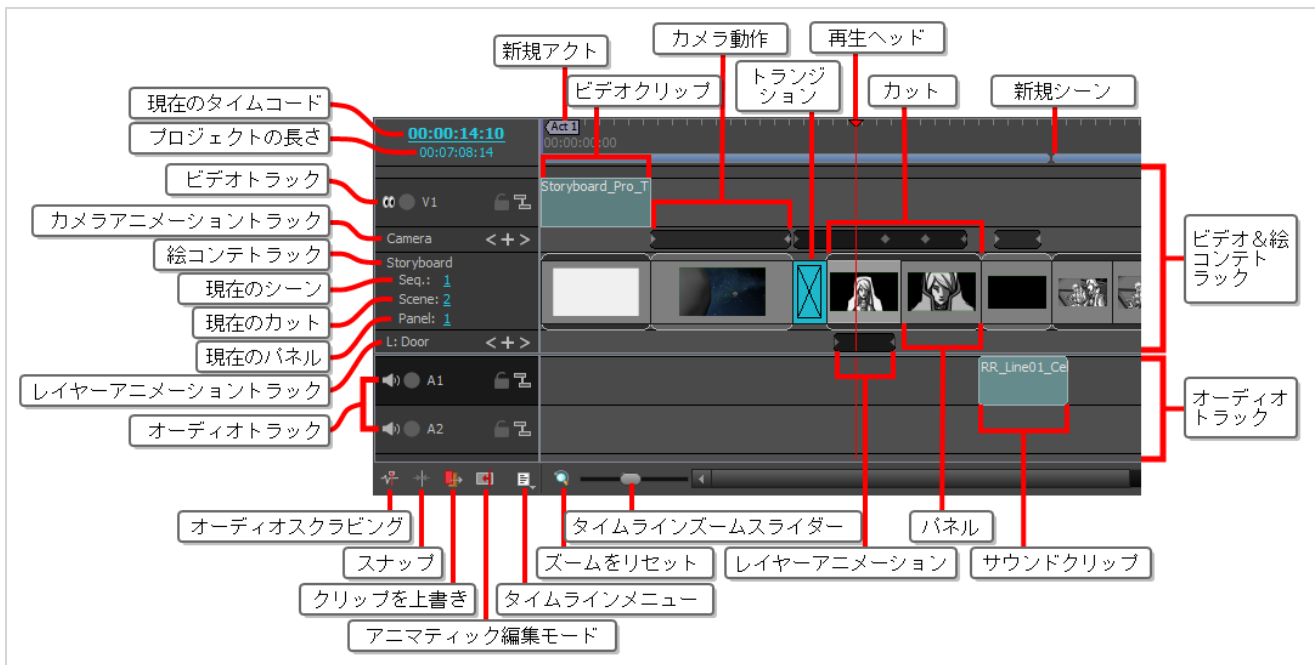 新規アクト
カメラ動作
再生ヘッド
ビデオクリップ
トランジ
ション
カット
新規シーン
現在のタイムコード
プロジェクトの長さ
ビデオトラック
カメラアニメーショントラック
絵コンテトラック
現在のシーン
現在のカット
現在のパネル
レイヤーアニメーショントラック
オーディオトラック
00:00:14:10
00:07:08:14
Act 1
00:00:00:00
V1
Storyboard_Pro_T
Camera
Storyboard
Seq.: 1
Scene: 2
Panel: 1
L: Door
A1
RR_Line01_Ce
A2
ビデオ&絵
コンテト
ラック
オーディオ
トラック
オーディオスクラビング
タイムラインズームスライダー
パネル
スナップ
ズームをリセット
レイヤーアニメーション
サウンドクリップ
クリップを上書き
タイムラインメニュー
アニマティック編集モード